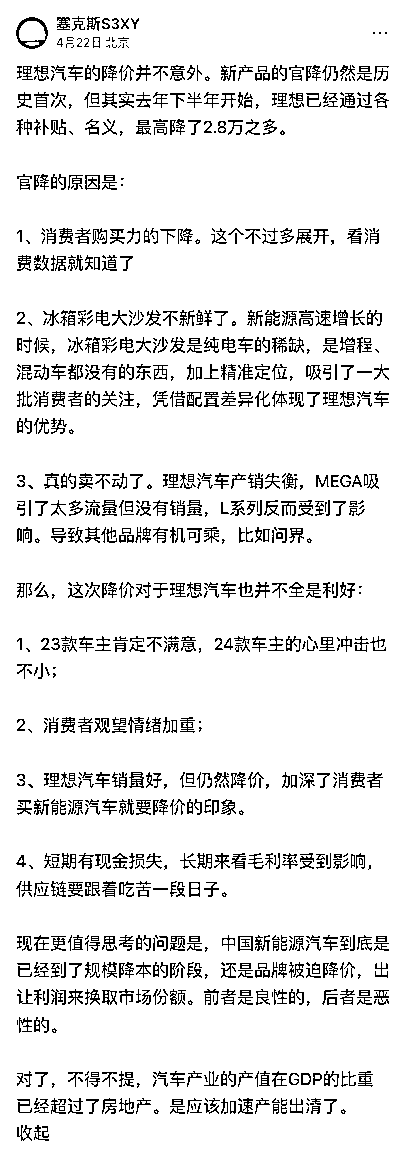 塞克斯S3XY
4月22日 北京
理想汽车的降价并不意外。新产品的官降仍然是历
史首次，但其实去年下半年开始，理想已经通过各
种补贴、名义，最高降了2.8万之多。
官降的原因是：
1、消费者购买力的下降。这个不过多展开，看消
费数据就知道了
2、冰箱彩电大沙发不新鲜了。新能源高速增长的
时候，冰箱彩电大沙发是纯电车的稀缺，是增程、
混动车都没有的东西，加上精准定位，吸引了一大
批消费者的关注，凭借配置差异化体现了理想汽车
的优势。
3、真的卖不动了。理想汽车产销失衡，MEGA吸
引了太多流量但没有销量，L系列反而受到了影
响。导致其他品牌有机可乘，比如问界。
那么，这次降价对于理想汽车也并不全是利好：
1、23款车主肯定不满意，24款车主的心里冲击也
不小；
2、消费者观望情绪加重；
3、理想汽车销量好，但仍然降价，加深了消费者
买新能源汽车就要降价的印象。
4、短期有现金损失，长期来看毛利率受到影响，
供应链要跟着吃苦一段日子。
现在更值得思考的问题是，中国新能源汽车到底是
已经到了规模降本的阶段，还是品牌被迫降价，出
让利润来换取市场份额。前者是良性的，后者是恶
性的。
对了，不得不提，汽车产业的产值在GDP的比重
已经超过了房地产。是应该加速产能出清了。
收起